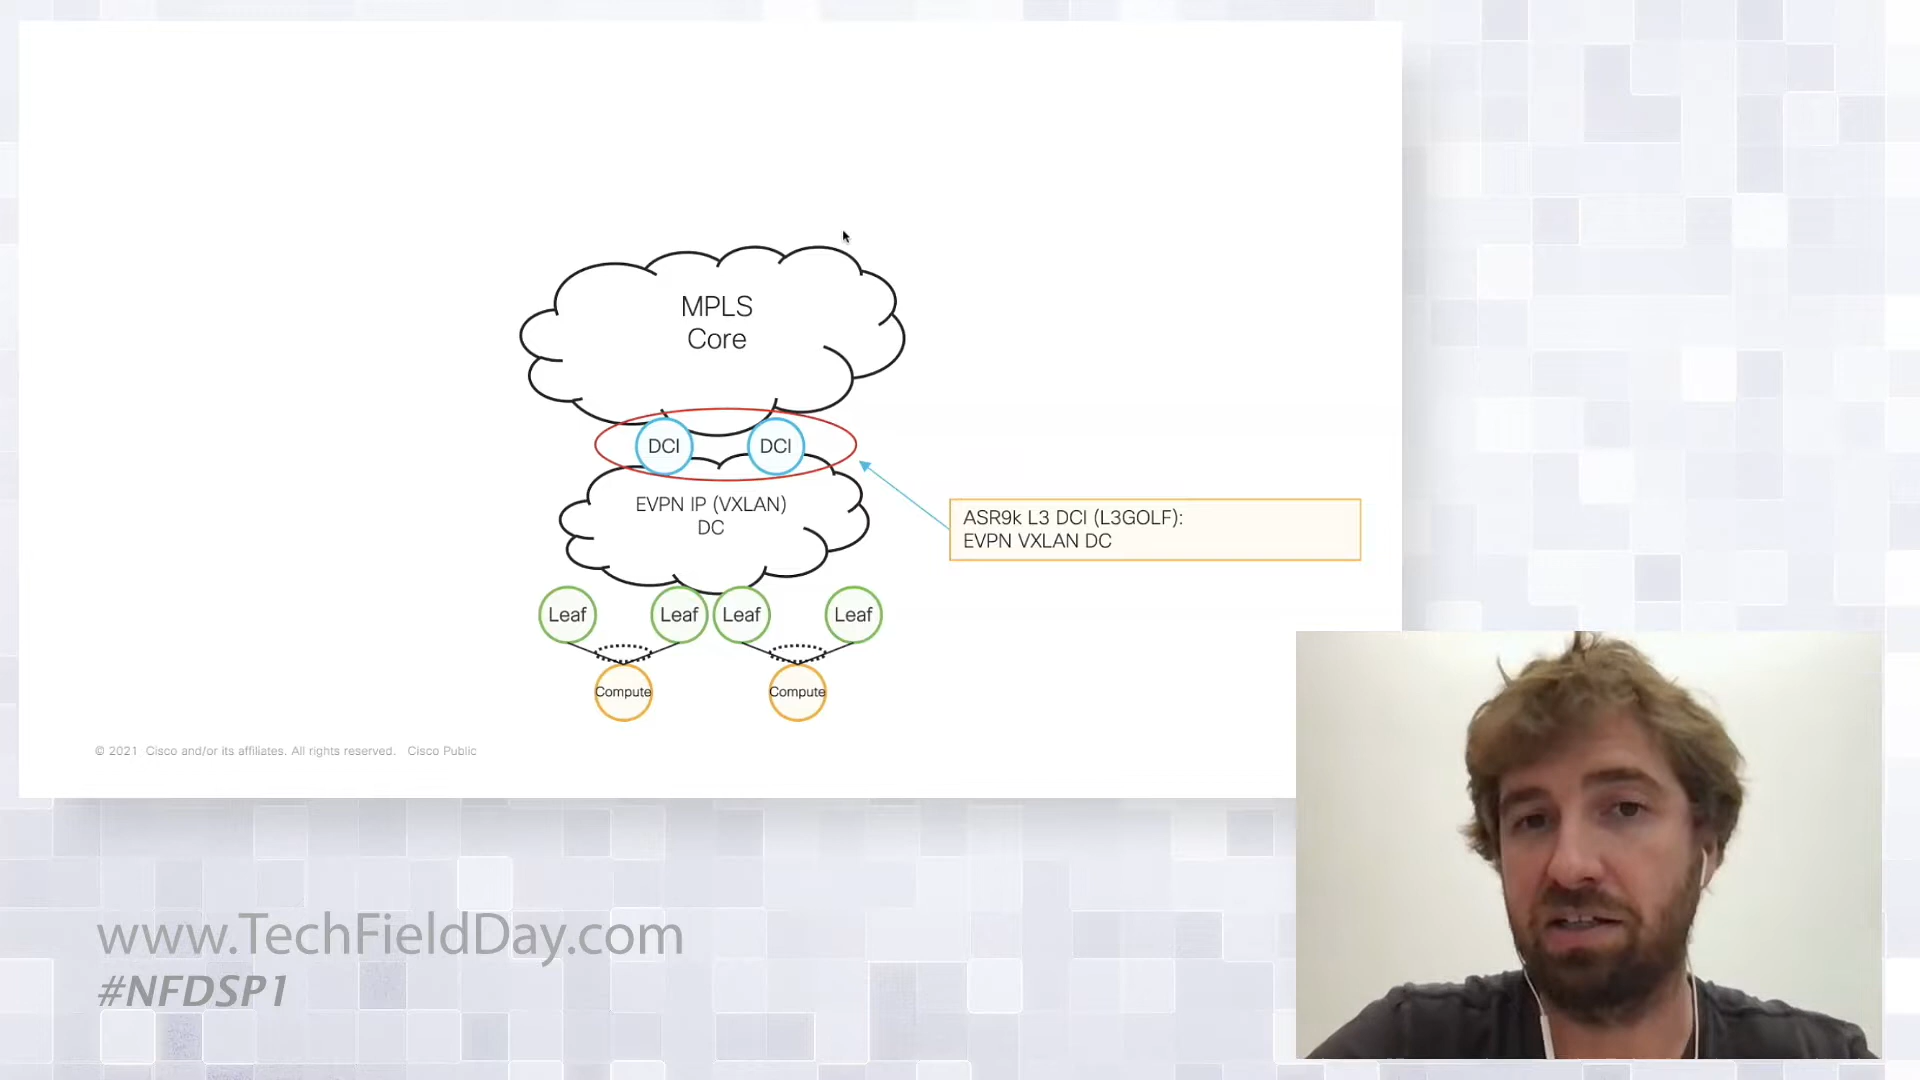 MPLS
Core
DCI DCI
EVPN IP (VXLAN)
DC
ASR9k L3 DCI (L3GOLF):
EVPN VXLAN DC
Leaf Leaf Leaf Leaf
Compute Compute
© 2021 Cisco and/or its affiliates. All rights reserved. Cisco Public
www.TechFieldDay.com
#NFDSP1